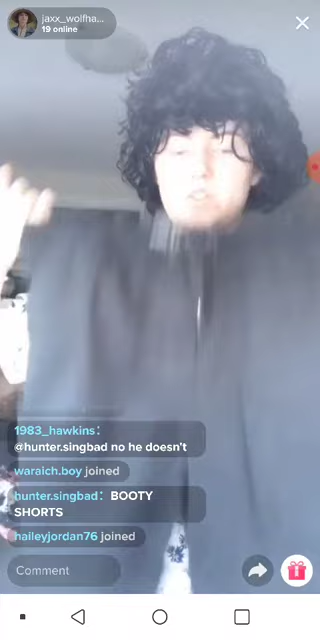 jaxx_wolfha...
19 online
1983_hawkins:
@hunter.singbad no he doesn't
waraich.boy joined
hunter.singbad: BOOTY
SHORTS
haileyjordan76 joined
Comment